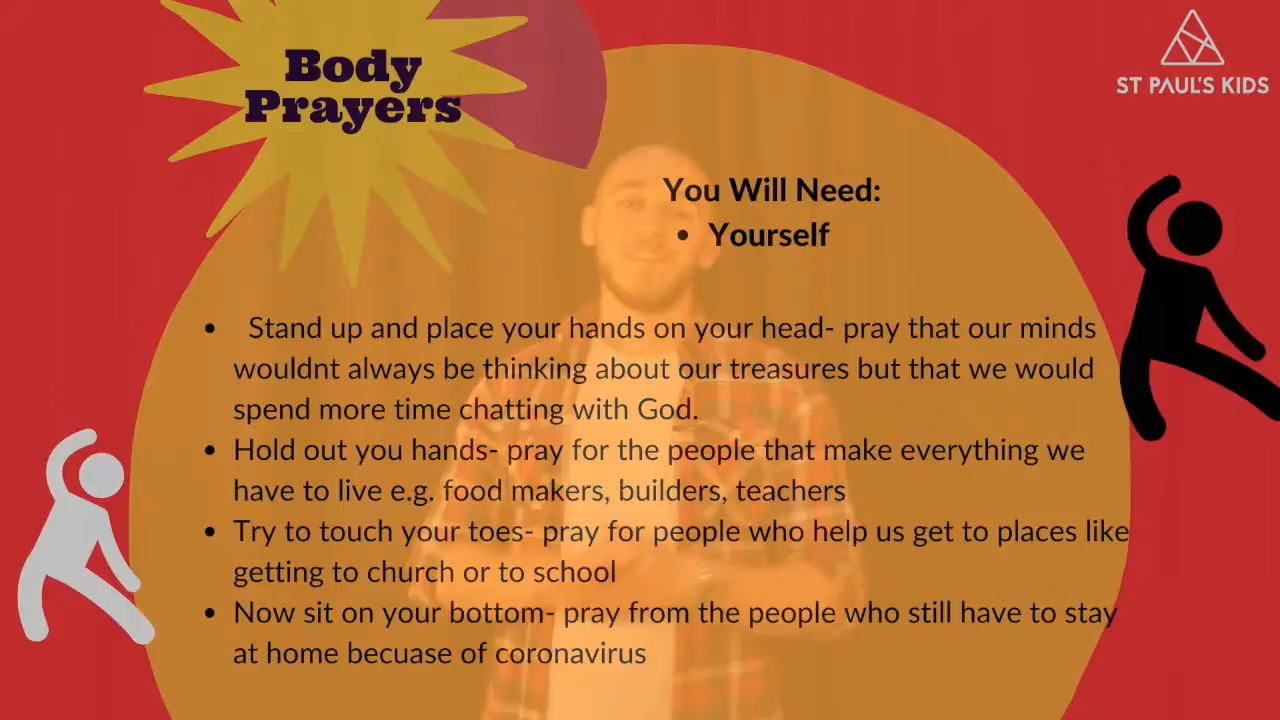 Body
Prayers
ST PAUL'S KIDS
You Will Need:
• Yourself
• Stand up and place your hands on your head- pray that our minds
wouldnt always be thinking about our treasures but that we would
spend more time chatting with God.
• Hold out you hands- pray for the people that make everything we
have to live e.g. food makers, builders, teachers
• Try to touch your toes- pray for people who help us get to places like
getting to church or to school
• Now sit on your bottom- pray from the people who still have to stay
at home becuase of coronavirus